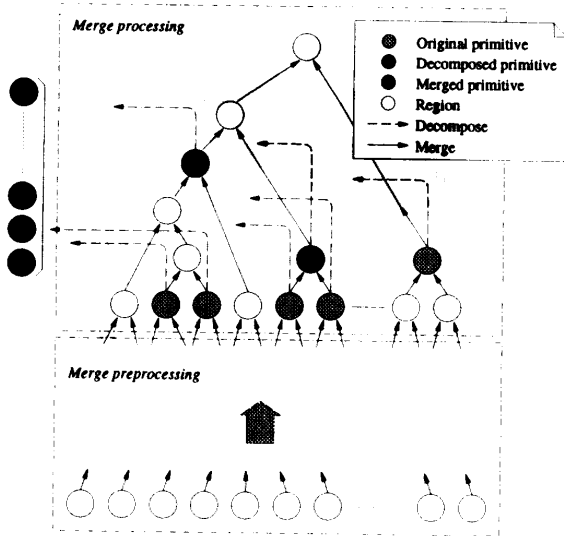 Merge processing
Original primitive
Decomposed primitive
Merged primitive
Region
Decompose
Merge
Merge preprocessing